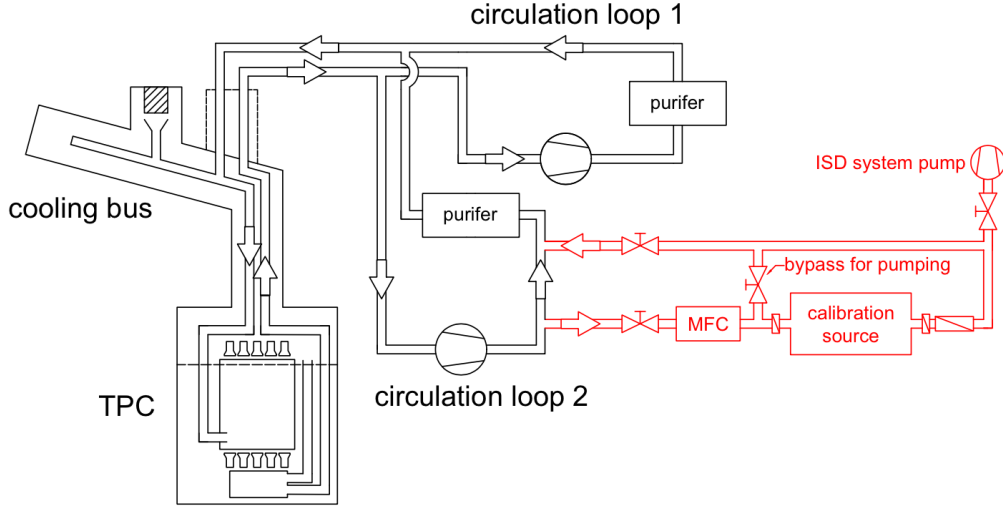 circulation loop 1
purifer
ISD system pump
cooling bus
purifer
bypass for pumping
MFC
calibration
source
circulation loop 2
TPC